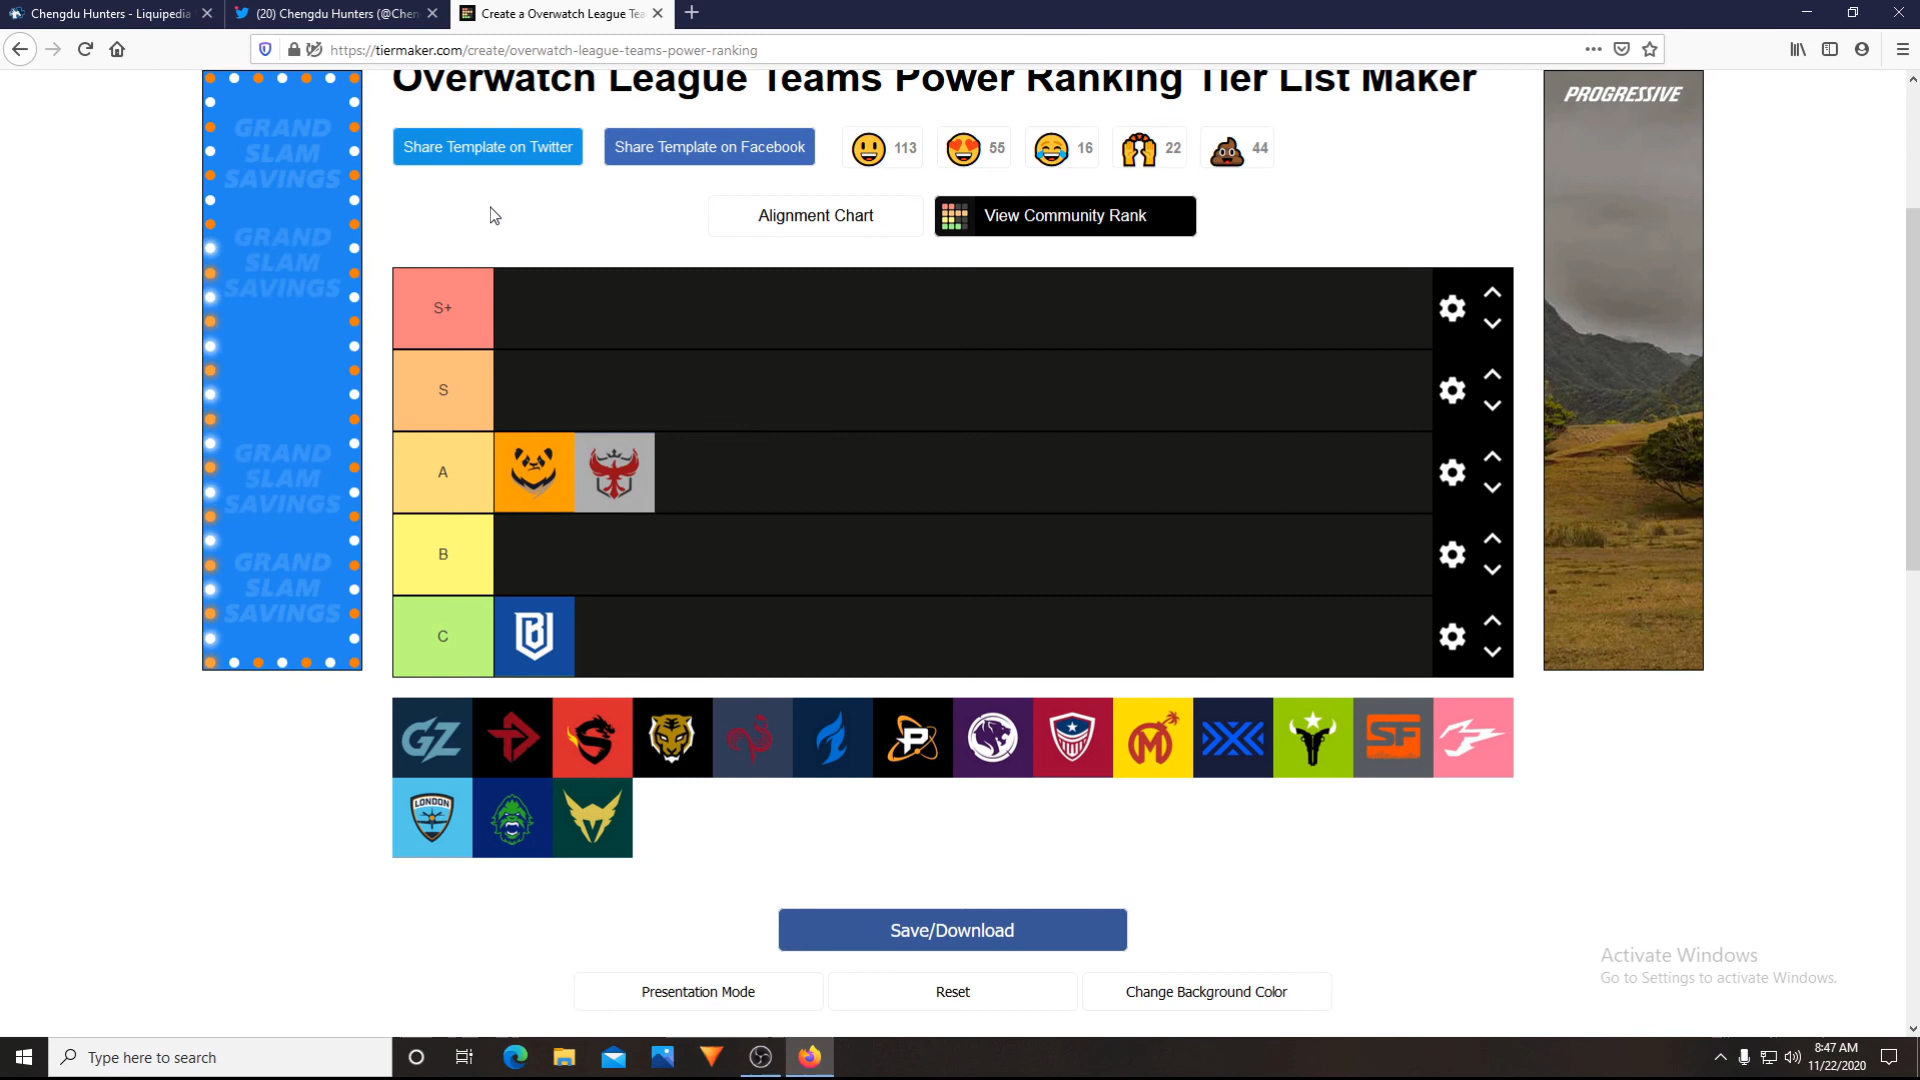 Chengdu Hunters - Liquipedia
(20) Chengdu Hunters (@Chen
Create a Overwatch League Tea
https://tiermaker.com/create/overwatch-league-teams-power-ranking
Overwatch League Teams Power Ranking Tier List Maker
Share Template on Twitter
Share Template on Facebook
113
55
16
22
44
Alignment Chart
View Community Rank
GRAND
SLAM
SAVINGS
GRAND
SLAM
SAVINGS
GRAND
SLAM
SAVINGS
GRAND
SLAM
SAVINGS
PROGRESSIVE
S+
S
A
B
C
B
GZ
S
P
M
SF
LONDON
Save/Download
Presentation Mode
Reset
Change Background Color
Activate Windows
Go to Settings to activate Windows.
Type here to search
8:47 AM
11/22/2020